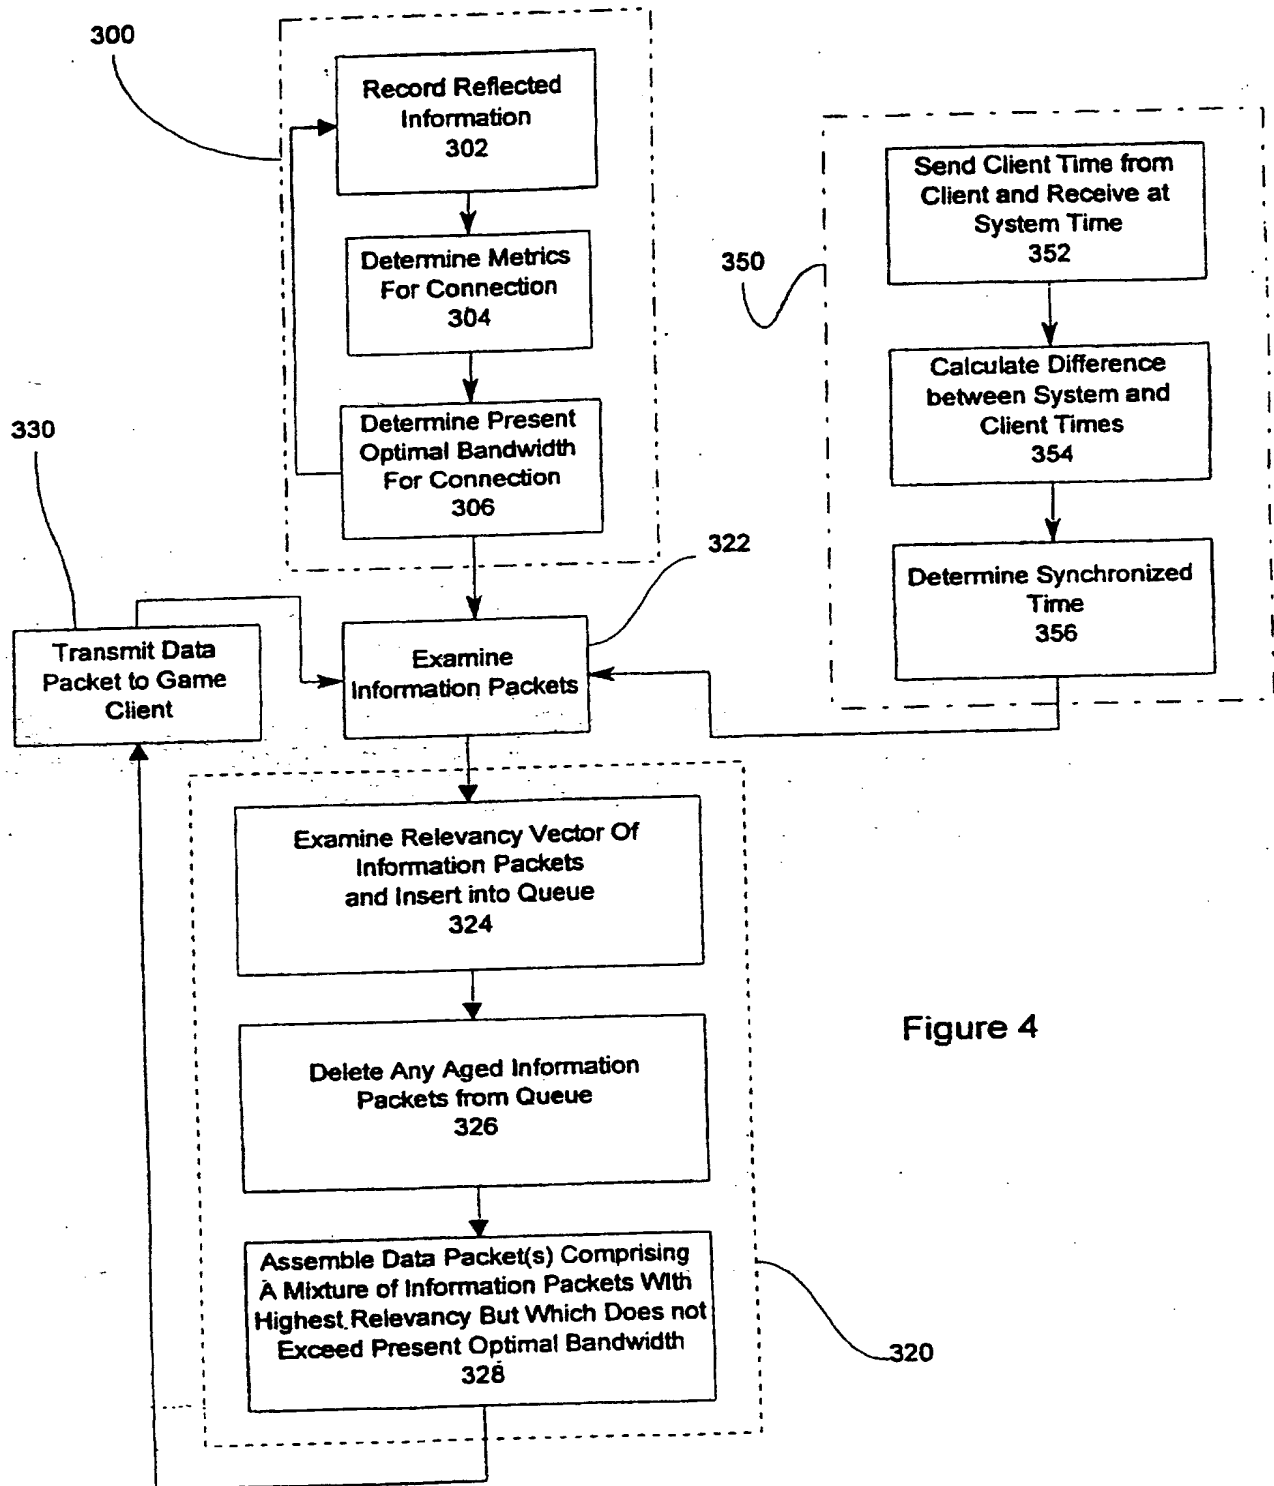 300
Record Reflected
Information
302
Determine Metrics
For Connection
304
Determine Present
Optimal Bandwidth
For Connection
306
350
Send Client Time from
Client and Receive at
System Time
352
Calculate Difference
between System and
Client Times
354
Determine Synchronized
Time
356
330
Transmit Data
Packet to Game
Client
322
Examine
Information Packets
Examine Relevancy Vector Of
Information Packets
and Insert into Queue
324
Delete Any Aged Information
Packets from Queue
326
Assemble Data Packet(s) Comprising
A Mixture of Information Packets With
Highest Relevancy But Which Does not
Exceed Present Optimal Bandwidth
328
320
Figure 4